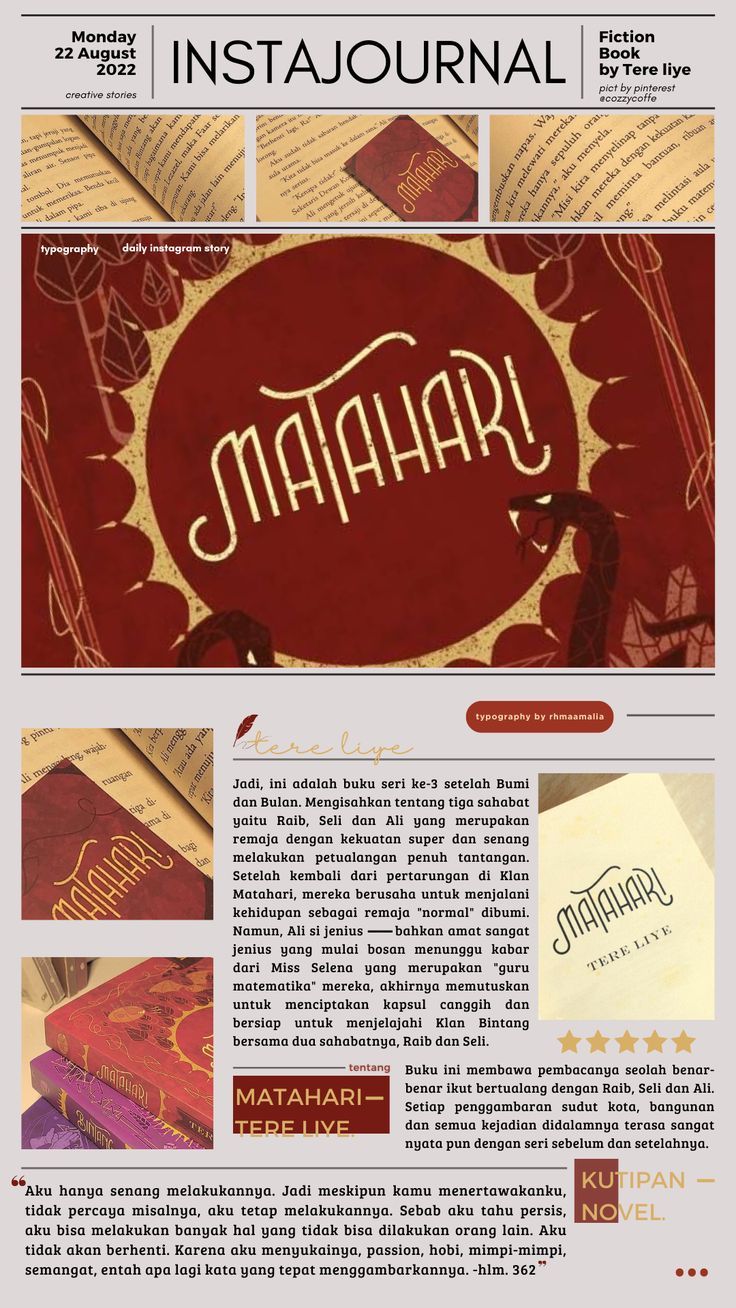 Monday
22 August
2022
creative stories
INSTAJOURNAL
Fiction
Book
by Tere liye
pict by pinterest
@cozzycoffe
MATAHARI
typography
daily instagram story
MATAHARI
typography by rhmaamalia
tere liye
Jadi, ini adalah buku seri ke-3 setelah Bumi
dan Bulan. Mengisahkan tentang tiga sahabat
yaitu Raib, Seli dan Ali yang merupakan
remaja dengan kekuatan super dan senang
melakukan petualangan penuh tantangan.
Setelah kembali dari pertarungan di Klan
Matahari, mereka berusaha untuk menjalani
kehidupan sebagai remaja "normal" dibumi.
Namun, Ali si jenius —bahkan amat sangat
jenius yang mulai bosan menunggu kabar
dari Miss Selena yang merupakan "guru
matematika" mereka, akhirnya memutuskan
untuk menciptakan kapsul canggih dan
bersiap untuk menjelajahi Klan Bintang
bersama dua sahabatnya, Raib dan Seli.
MATAHARI
MATAHARI
TERE LIYE
MATAHARI
BINTANG
tentang
MATAHARI—
TERE LIYE.
Buku ini membawa pembacanya seolah benar-
benar ikut bertualang dengan Raib, Seli dan Ali.
Setiap penggambaran sudut kota, bangunan
dan semua kejadian didalamnya terasa sangat
nyata pun dengan seri sebelum dan setelahnya.
KUTIPAN —
NOVEL.
“Aku hanya senang melakukannya. Jadi meskipun kamu menertawakanku,
tidak percaya misalnya, aku tetap melakukannya. Sebab aku tahu persis,
aku bisa melakukan banyak hal yang tidak bisa dilakukan orang lain. Aku
tidak akan berhenti. Karena aku menyukainya, passion, hobi, mimpi-mimpi,
semangat, entah apa lagi kata yang tepat menggambarkannya. -hlm. 362”